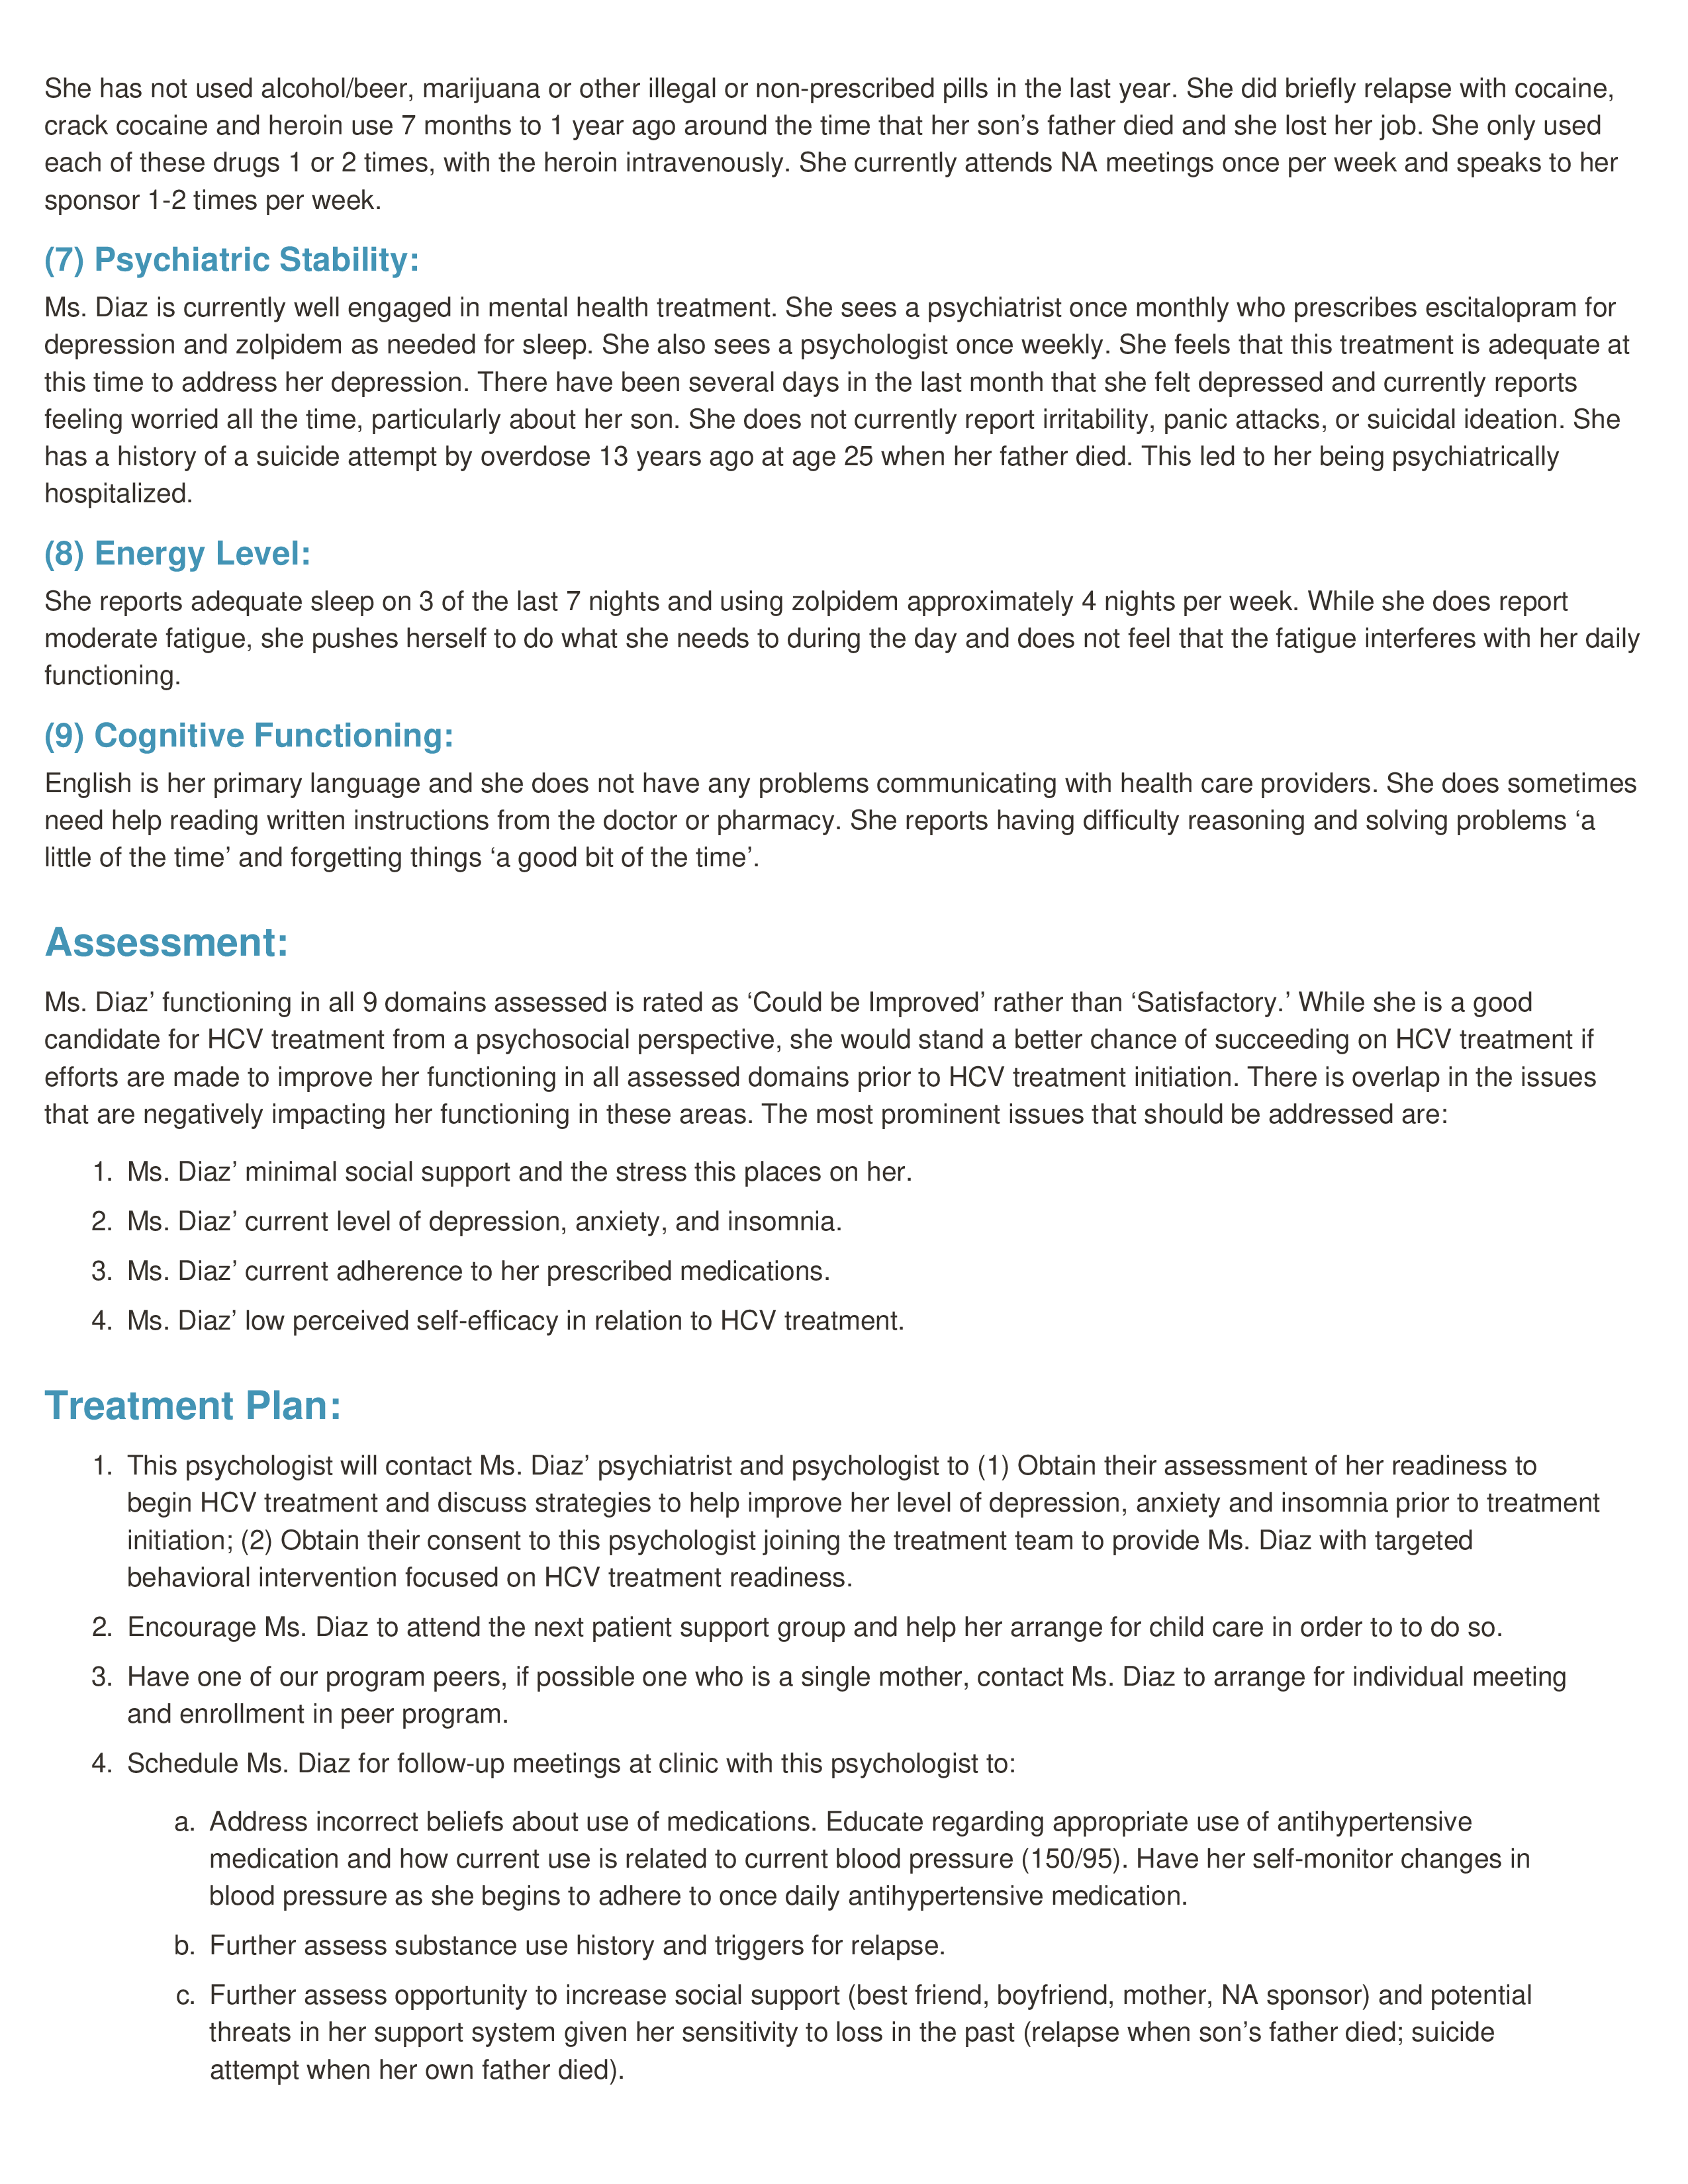 She has not used alcohol/beer, marijuana or other illegal or non-prescribed pills in the last year. She did briefly relapse with cocaine,
crack cocaine and heroin use 7 months to 1 year ago around the time that her son’s father died and she lost her job. She only used
each of these drugs 1 or 2 times, with the heroin intravenously. She currently attends NA meetings once per week and speaks to her
sponsor 1-2 times per week.
(7) Psychiatric Stability:
Ms. Diaz is currently well engaged in mental health treatment. She sees a psychiatrist once monthly who prescribes escitalopram for
depression and zolpidem as needed for sleep. She also sees a psychologist once weekly. She feels that this treatment is adequate at
this time to address her depression. There have been several days in the last month that she felt depressed and currently reports
feeling worried all the time, particularly about her son. She does not currently report irritability, panic attacks, or suicidal ideation. She
has a history of a suicide attempt by overdose 13 years ago at age 25 when her father died. This led to her being psychiatrically
hospitalized.
(8) Energy Level:
She reports adequate sleep on 3 of the last 7 nights and using zolpidem approximately 4 nights per week. While she does report
moderate fatigue, she pushes herself to do what she needs to during the day and does not feel that the fatigue interferes with her daily
functioning.
(9) Cognitive Functioning:
English is her primary language and she does not have any problems communicating with health care providers. She does sometimes
need help reading written instructions from the doctor or pharmacy. She reports having difficulty reasoning and solving problems ‘a
little of the time’ and forgetting things ‘a good bit of the time’.
Assessment:
Ms. Diaz’ functioning in all 9 domains assessed is rated as ‘Could be Improved’ rather than ‘Satisfactory.’ While she is a good
candidate for HCV treatment from a psychosocial perspective, she would stand a better chance of succeeding on HCV treatment if
efforts are made to improve her functioning in all assessed domains prior to HCV treatment initiation. There is overlap in the issues
that are negatively impacting her functioning in these areas. The most prominent issues that should be addressed are:
1. Ms. Diaz’ minimal social support and the stress this places on her.
2. Ms. Diaz’ current level of depression, anxiety, and insomnia.
3. Ms. Diaz’ current adherence to her prescribed medications.
4. Ms. Diaz’ low perceived self-efficacy in relation to HCV treatment.
Treatment Plan:
1. This psychologist will contact Ms. Diaz’ psychiatrist and psychologist to (1) Obtain their assessment of her readiness to
begin HCV treatment and discuss strategies to help improve her level of depression, anxiety and insomnia prior to treatment
initiation; (2) Obtain their consent to this psychologist joining the treatment team to provide Ms. Diaz with targeted
behavioral intervention focused on HCV treatment readiness.
2. Encourage Ms. Diaz to attend the next patient support group and help her arrange for child care in order to to do so.
3. Have one of our program peers, if possible one who is a single mother, contact Ms. Diaz to arrange for individual meeting
and enrollment in peer program.
4. Schedule Ms. Diaz for follow-up meetings at clinic with this psychologist to:
a. Address incorrect beliefs about use of medications. Educate regarding appropriate use of antihypertensive
medication and how current use is related to current blood pressure (150/95). Have her self-monitor changes in
blood pressure as she begins to adhere to once daily antihypertensive medication.
b. Further assess substance use history and triggers for relapse.
c. Further assess opportunity to increase social support (best friend, boyfriend, mother, NA sponsor) and potential
threats in her support system given her sensitivity to loss in the past (relapse when son’s father died; suicide
attempt when her own father died).